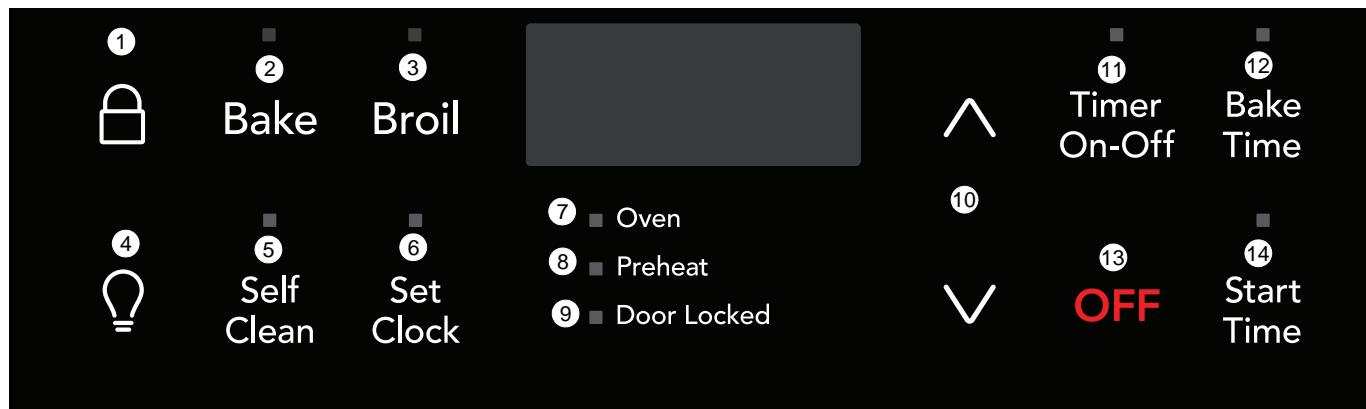 1
2
Bake
3
Broil
11
Timer
On-Off
12
Bake
Time
4
5
Self
Clean
6
Set
Clock
7 Oven
8 Preheat
9 Door Locked
10
13
OFF
14
Start
Time